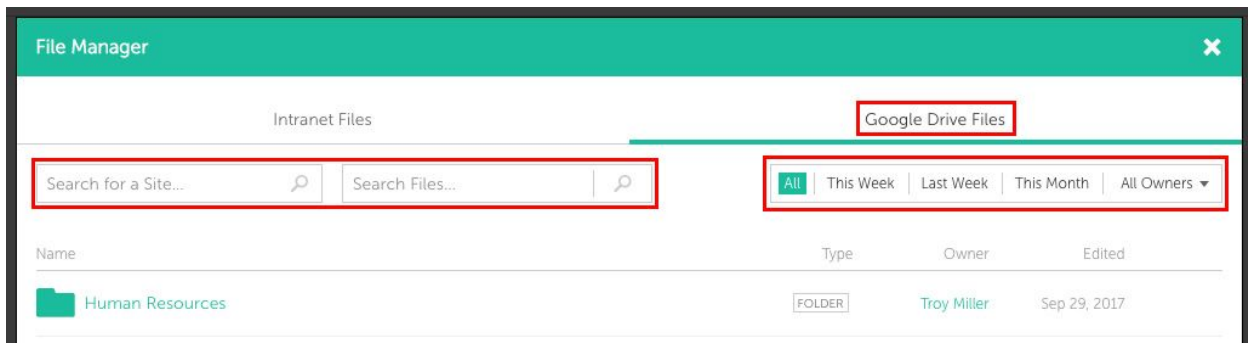 File Manager
Intranet Files Google Drive Files
Search for a Site... Search Files... All This Week Last Week This Month All Owners
Name Type Owner Edited
Human Resources FOLDER Troy Miller Sep 29, 2017